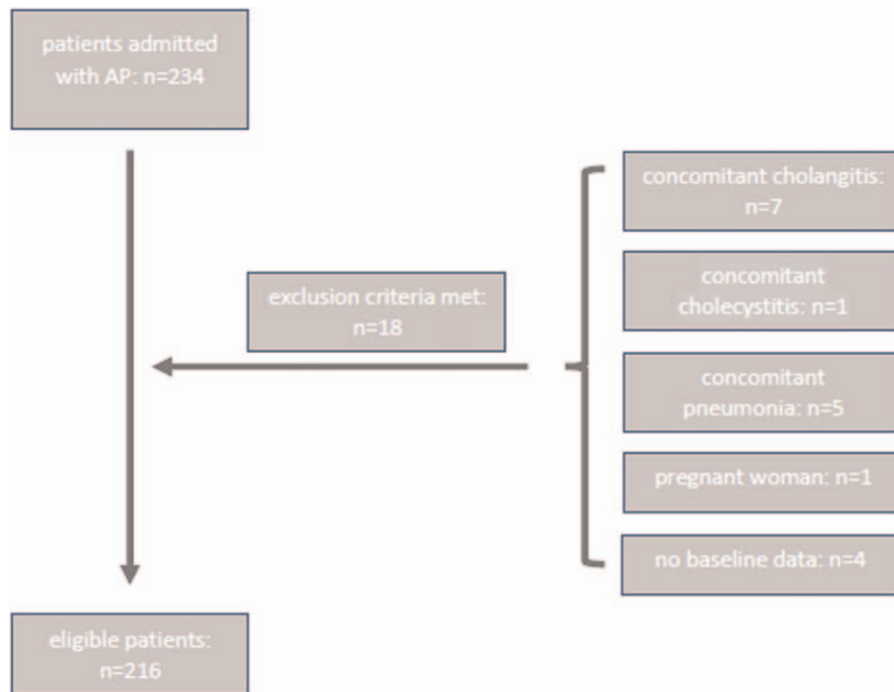 patients admitted
with AP: n=234
concomitant cholangitis:
n=7
concomitant
cholecystitis: n=1
exclusion criteria met:
n=18
concomitant
pneumonia: n=5
pregnant woman: n=1
no baseline data: n=4
eligible patients:
n=216